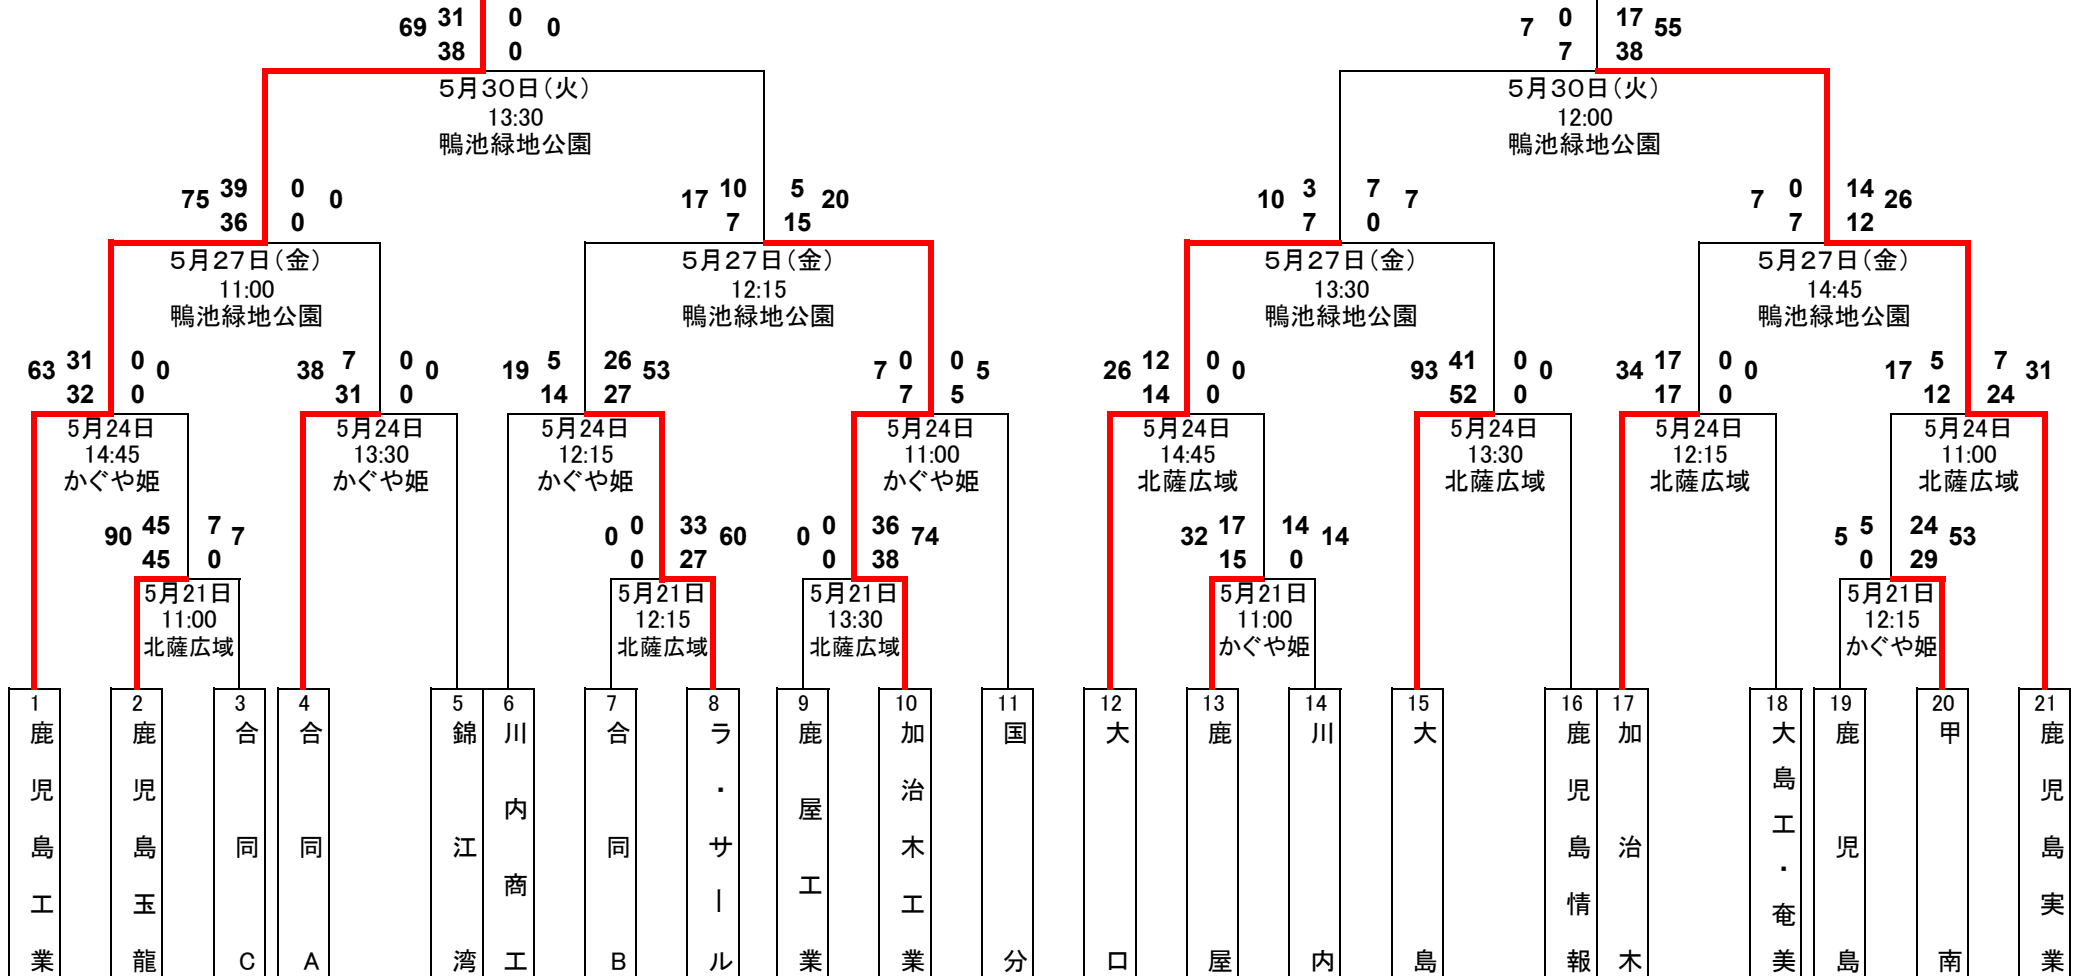 69 31 0 0
38 0
7 0 17 55
7 38
5月30日(火)
13:30
鴨池緑地公園
5月30日(火)
12:00
鴨池緑地公園
75 39 0 0
36 0
17 10 5 20
7 15
10 3 7 7
7 0
7 0 14 26
7 12
5月27日(金)
11:00
鴨池緑地公園
5月27日(金)
12:15
鴨池緑地公園
5月27日(金)
13:30
鴨池緑地公園
5月27日(金)
14:45
鴨池緑地公園
63 31 0 0
32 0
38 7 0 0
31 0
19 5 26 53
14 27
7 0 0 5
7 5
26 12 0 0
14 0
93 41 0 0
52 0
34 17 0 0
17 0
17 5 7 31
12 24
5月24日
14:45
かぐや姫
5月24日
13:30
かぐや姫
5月24日
12:15
かぐや姫
5月24日
11:00
かぐや姫
5月24日
14:45
北薩広域
5月24日
13:30
北薩広域
5月24日
12:15
北薩広域
5月24日
11:00
北薩広域
90 45 7 7
45 0
0 0 33 60
0 27
0 0 36 74
0 38
32 17 14 14
15 0
5 5 24 53
0 29
5月21日
11:00
北薩広域
5月21日
12:15
北薩広域
5月21日
13:30
北薩広域
5月21日
11:00
かぐや姫
5月21日
12:15
かぐや姫
1
鹿児島工業
2
鹿児島玉龍
3
合同C
4
合同A
5
錦江湾
6
川内商工
7
合同B
8
ラ・サール
9
鹿屋工業
10
加治木工業
11
国分
12
大口
13
鹿屋
14
川内
15
大島
16
鹿児島情報
17
加治木
18
大島工・奄美
19
鹿児島
20
甲南
21
鹿児島実業